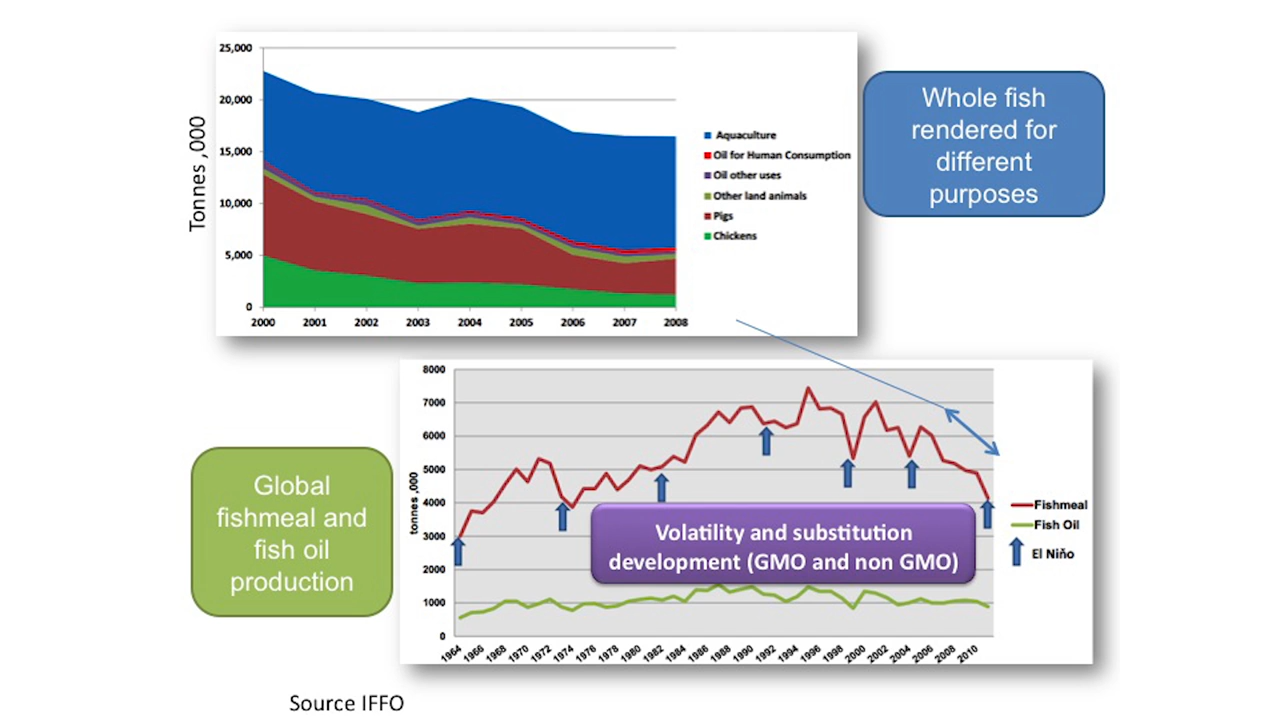 25,000
20,000
15,000
10,000
5,000
0
Tonnes ,000
2000 2001 2002 2003 2004 2005 2006 2007 2008
Aquaculture
Oil for Human Consumption
Oil other uses
Other land animals
Pigs
Chickens
Whole fish
rendered for
different
purposes
Global
fishmeal and
fish oil
production
8000
7000
6000
5000
4000
3000
2000
1000
0
tonnes ,000
1964 1966 1968 1970 1972 1974 1976 1978 1980 1982 1984 1986 1988 1990 1992 1994 1996 1998 2000 2002 2004 2006 2008 2010
Volatility and substitution
development (GMO and non GMO)
Fishmeal
Fish Oil
El Niño
Source IFFO